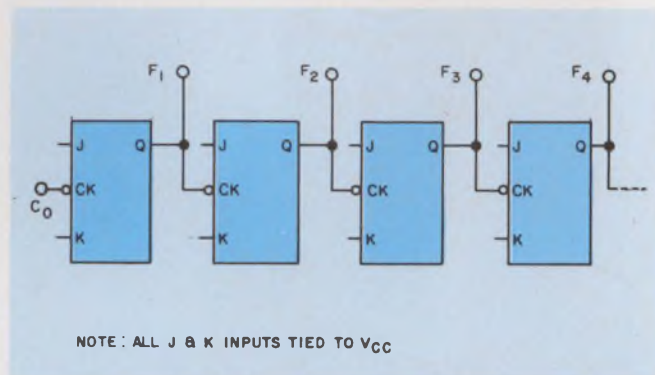 F1 F2 F3 F4
J Q J Q J Q J Q
CK CK CK CK
C0
K K K K
NOTE: ALL J & K INPUTS TIED TO VCC